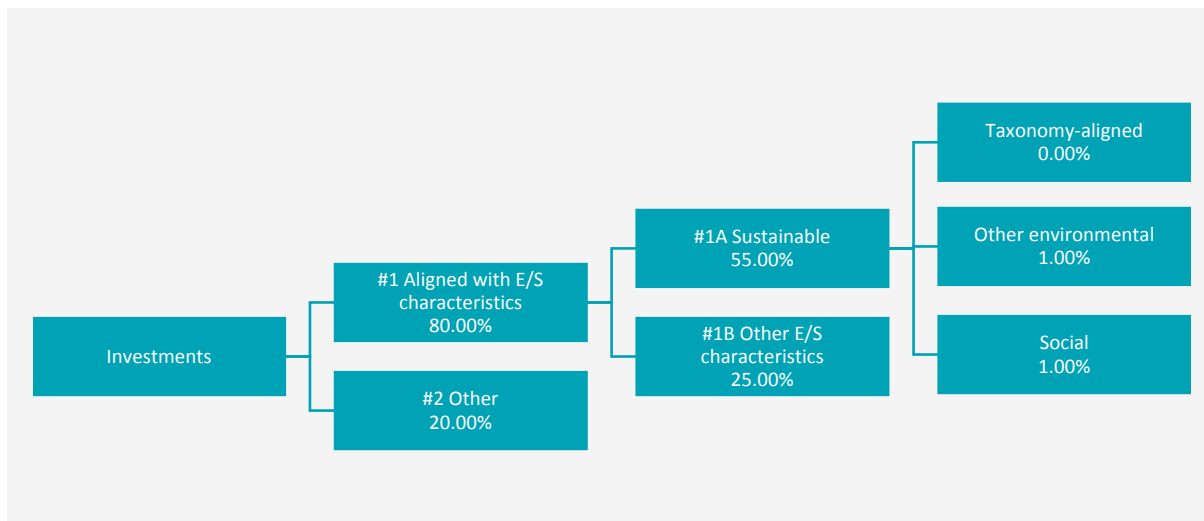 Investments
#1 Aligned with E/S
characteristics
80.00%
#2 Other
20.00%
#1A Sustainable
55.00%
#1B Other E/S
characteristics
25.00%
Taxonomy-aligned
0.00%
Other environmental
1.00%
Social
1.00%